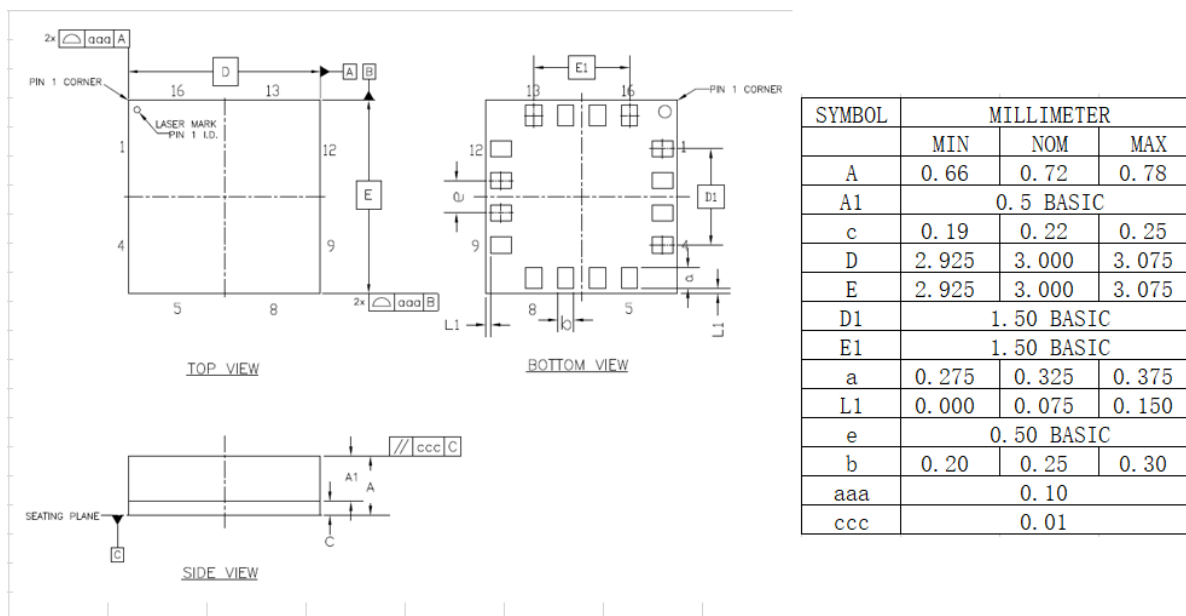 2x ⌓ aaa A
D
A B
PIN 1 CORNER
16 13
LASER MARK
PIN 1 I.D.
1 12
E
4 9
5 8
2x ⌓ aaa B
TOP VIEW
E1
13 16
PIN 1 CORNER
12 1
e
D1
9 4
a
8 b 5
L1 L1
BOTTOM VIEW
// ccc C
A1
A
SEATING PLANE
C
C
SIDE VIEW
SYMBOL MILLIMETER
MIN NOM MAX
A 0.66 0.72 0.78
A1 0.5 BASIC
c 0.19 0.22 0.25
D 2.925 3.000 3.075
E 2.925 3.000 3.075
D1 1.50 BASIC
E1 1.50 BASIC
a 0.275 0.325 0.375
L1 0.000 0.075 0.150
e 0.50 BASIC
b 0.20 0.25 0.30
aaa 0.10
ccc 0.01